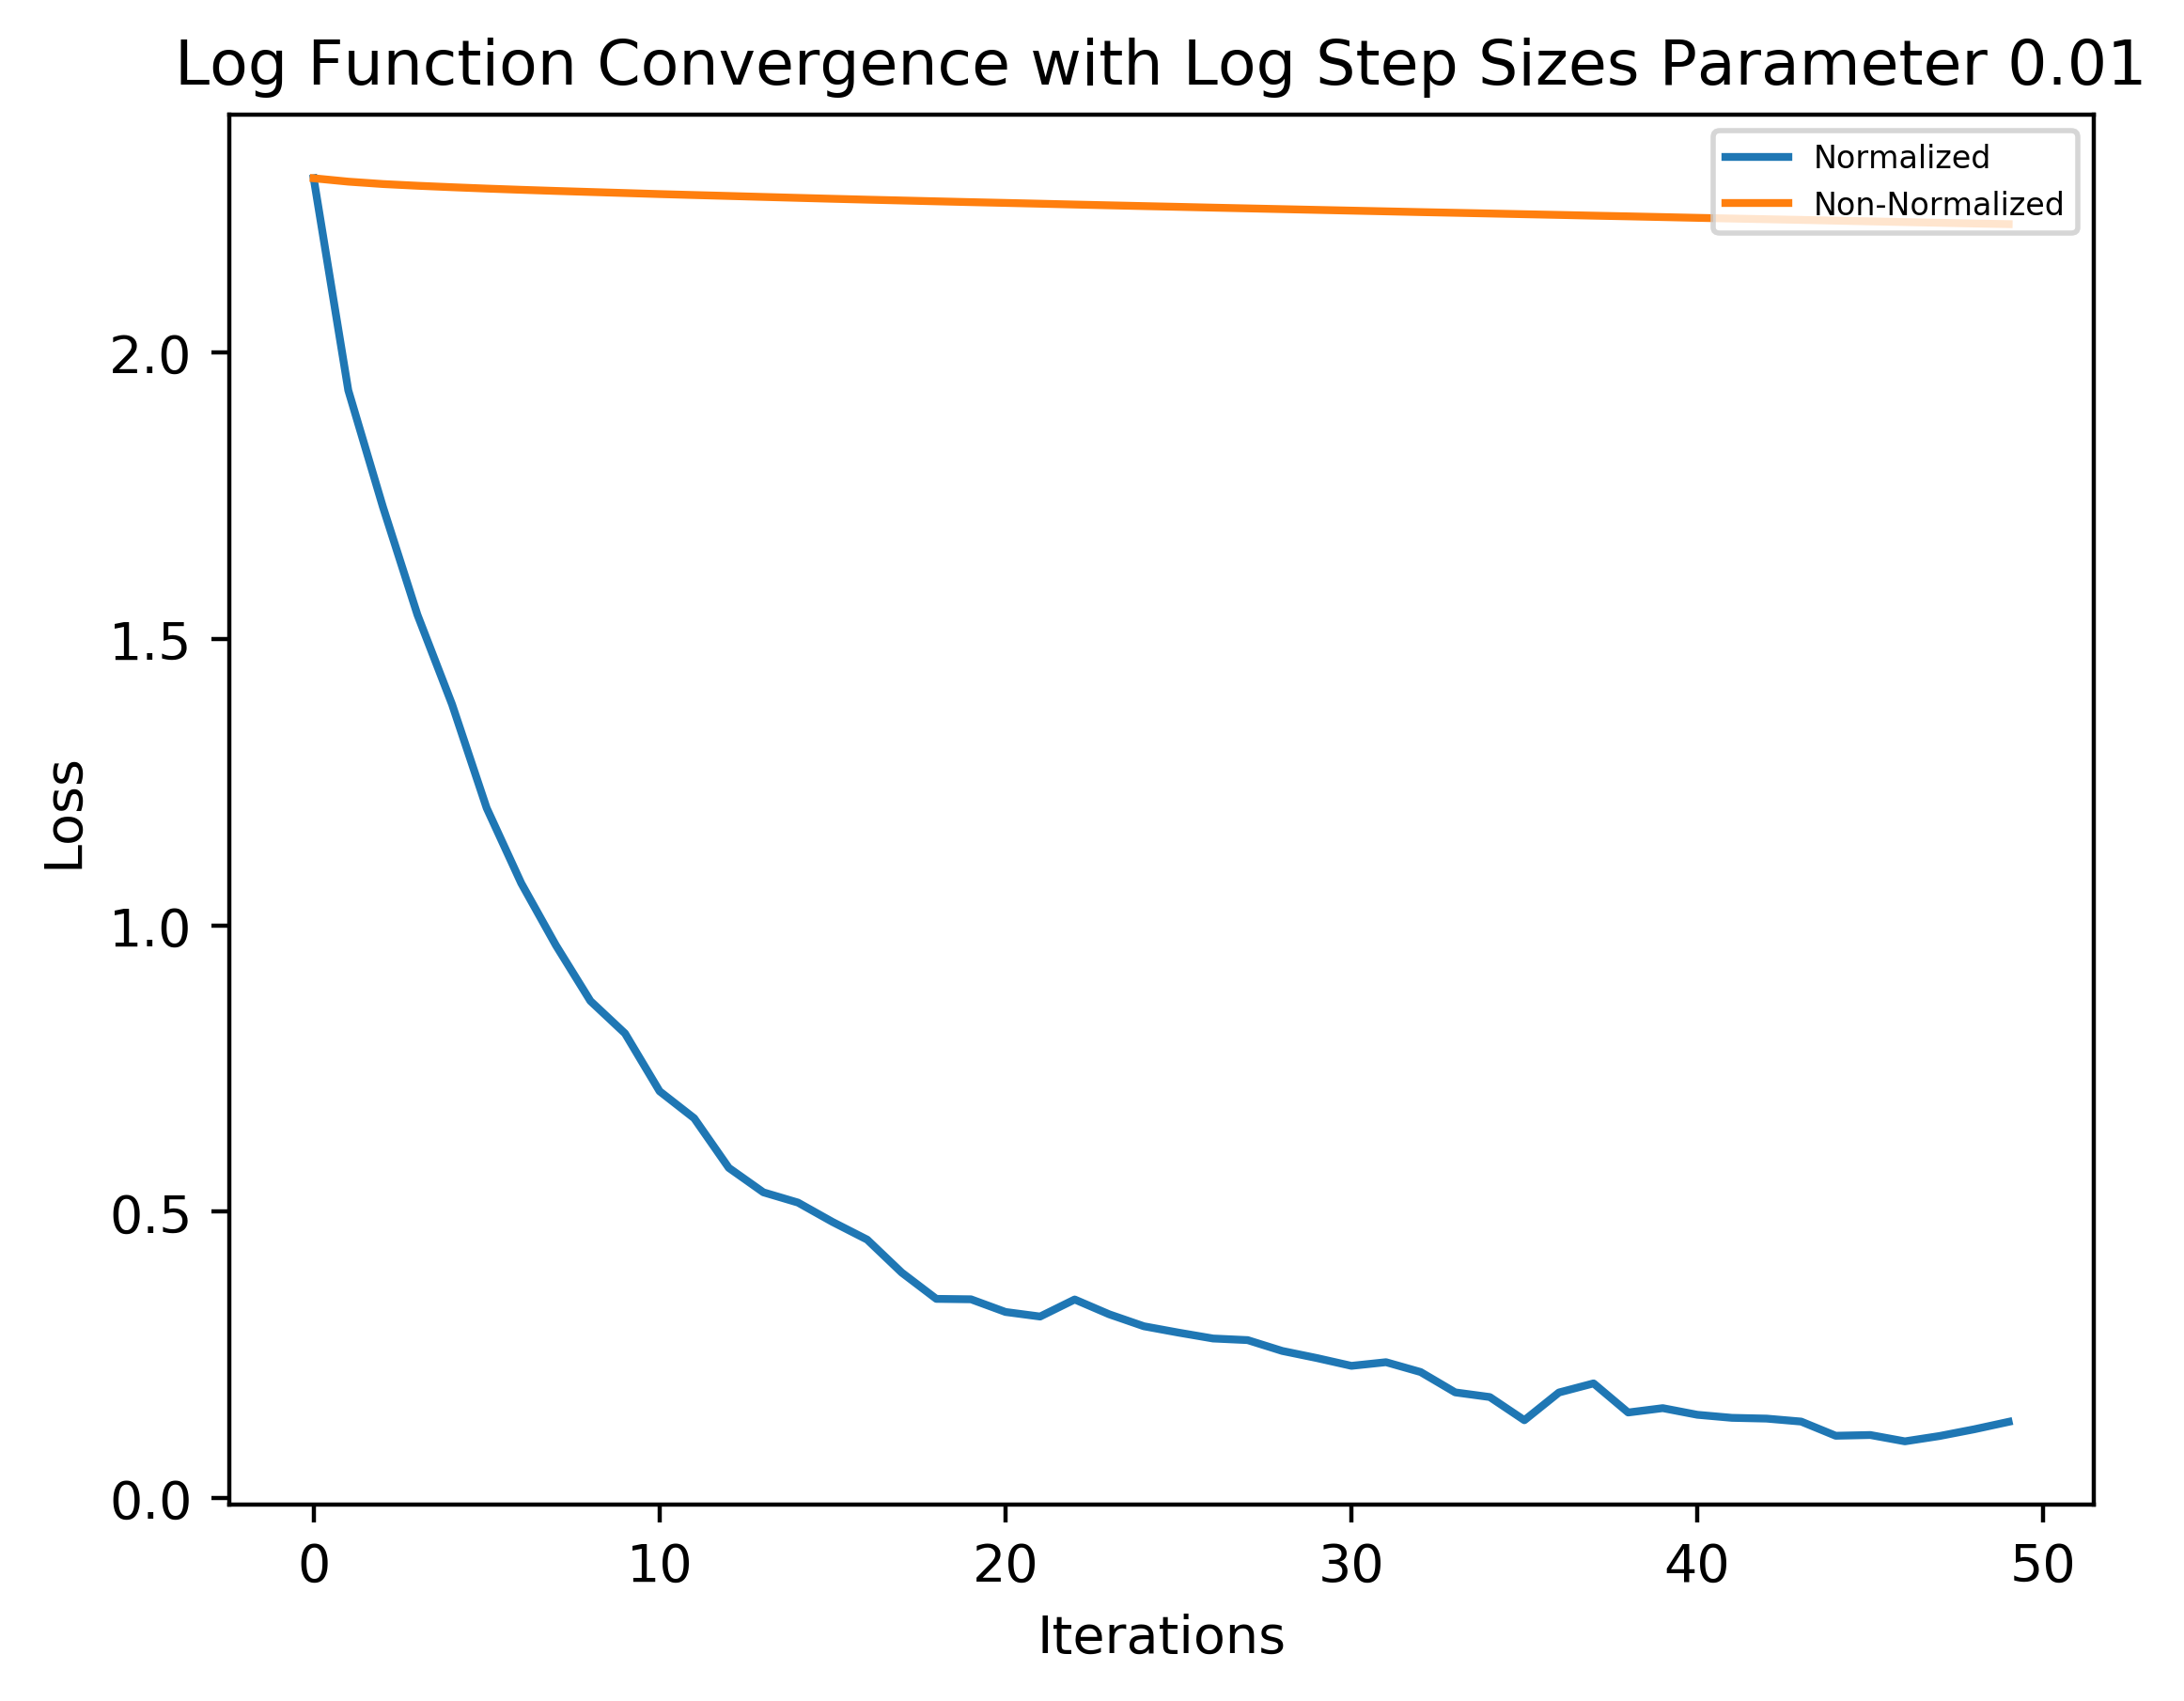 Log Function Convergence with Log Step Sizes Parameter 0.01
Normalized
Non-Normalized
2.0
1.5
1.0
0.5
0.0
Loss
0 10 20 30 40 50
Iterations